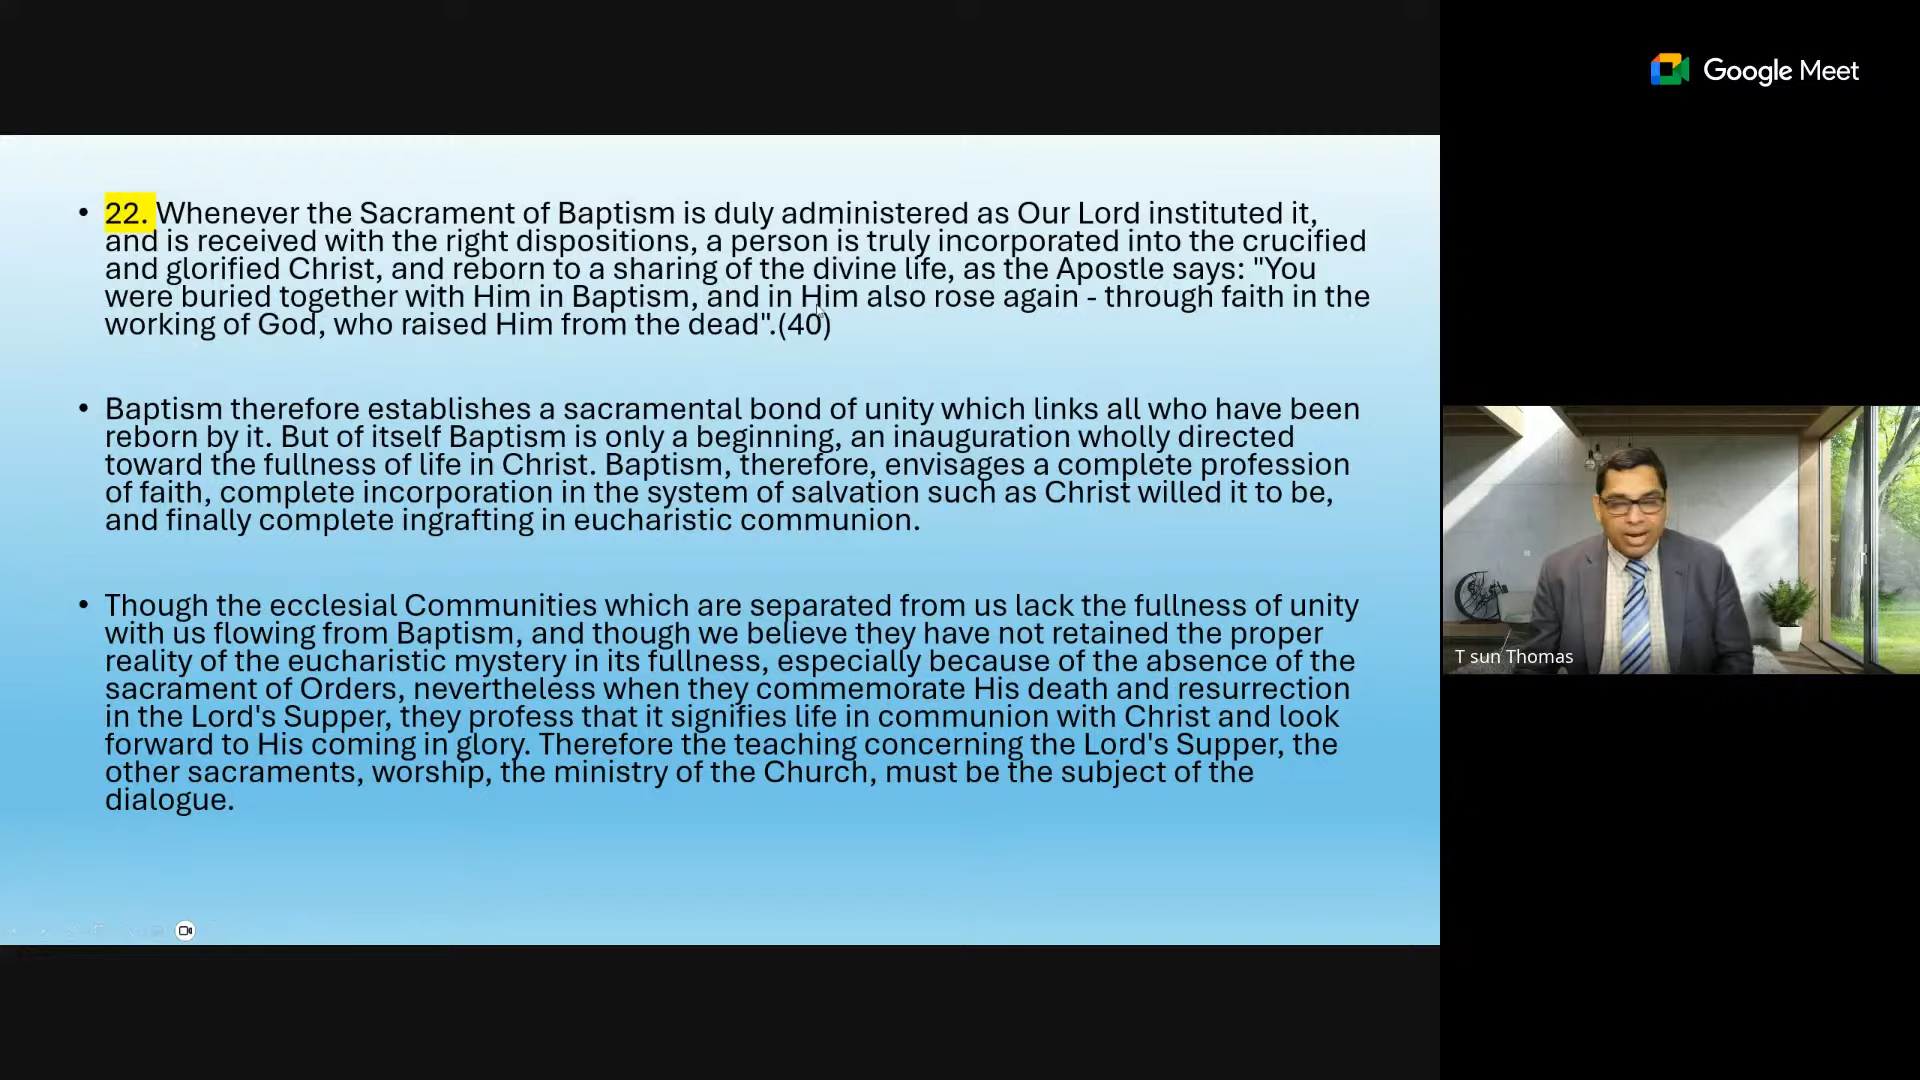 Google Meet
• 22. Whenever the Sacrament of Baptism is duly administered as Our Lord instituted it,
and is received with the right dispositions, a person is truly incorporated into the crucified
and glorified Christ, and reborn to a sharing of the divine life, as the Apostle says: "You
were buried together with Him in Baptism, and in Him also rose again - through faith in the
working of God, who raised Him from the dead".(40)
• Baptism therefore establishes a sacramental bond of unity which links all who have been
reborn by it. But of itself Baptism is only a beginning, an inauguration wholly directed
toward the fullness of life in Christ. Baptism, therefore, envisages a complete profession
of faith, complete incorporation in the system of salvation such as Christ willed it to be,
and finally complete ingrafting in eucharistic communion.
• Though the ecclesial Communities which are separated from us lack the fullness of unity
with us flowing from Baptism, and though we believe they have not retained the proper
reality of the eucharistic mystery in its fullness, especially because of the absence of the
sacrament of Orders, nevertheless when they commemorate His death and resurrection
in the Lord's Supper, they profess that it signifies life in communion with Christ and look
forward to His coming in glory. Therefore the teaching concerning the Lord's Supper, the
other sacraments, worship, the ministry of the Church, must be the subject of the
dialogue.
T sun Thomas